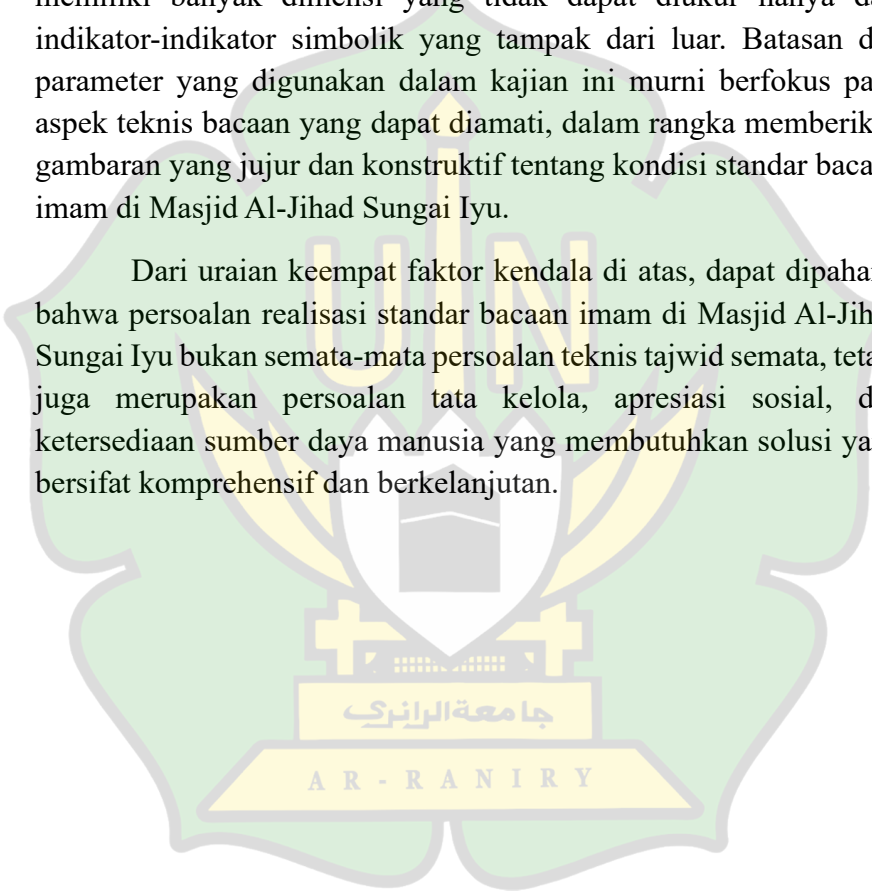 memiliki banyak dimensi yang tidak dapat diukur hanya da
indikator-indikator simbolik yang tampak dari luar. Batasan d
parameter yang digunakan dalam kajian ini murni berfokus pa
aspek teknis bacaan yang dapat diamati, dalam rangka memberik
gambaran yang jujur dan konstruktif tentang kondisi standar baca
imam di Masjid Al-Jihad Sungai Iyu.
Dari uraian keempat faktor kendala di atas, dapat dipaha
bahwa persoalan realisasi standar bacaan imam di Masjid Al-Jih
Sungai Iyu bukan semata-mata persoalan teknis tajwid semata, teta
juga merupakan persoalan tata kelola, apresiasi sosial, d
ketersediaan sumber daya manusia yang membutuhkan solusi ya
bersifat komprehensif dan berkelanjutan.
UIN
جامعة الرانري
AR-RANIRY